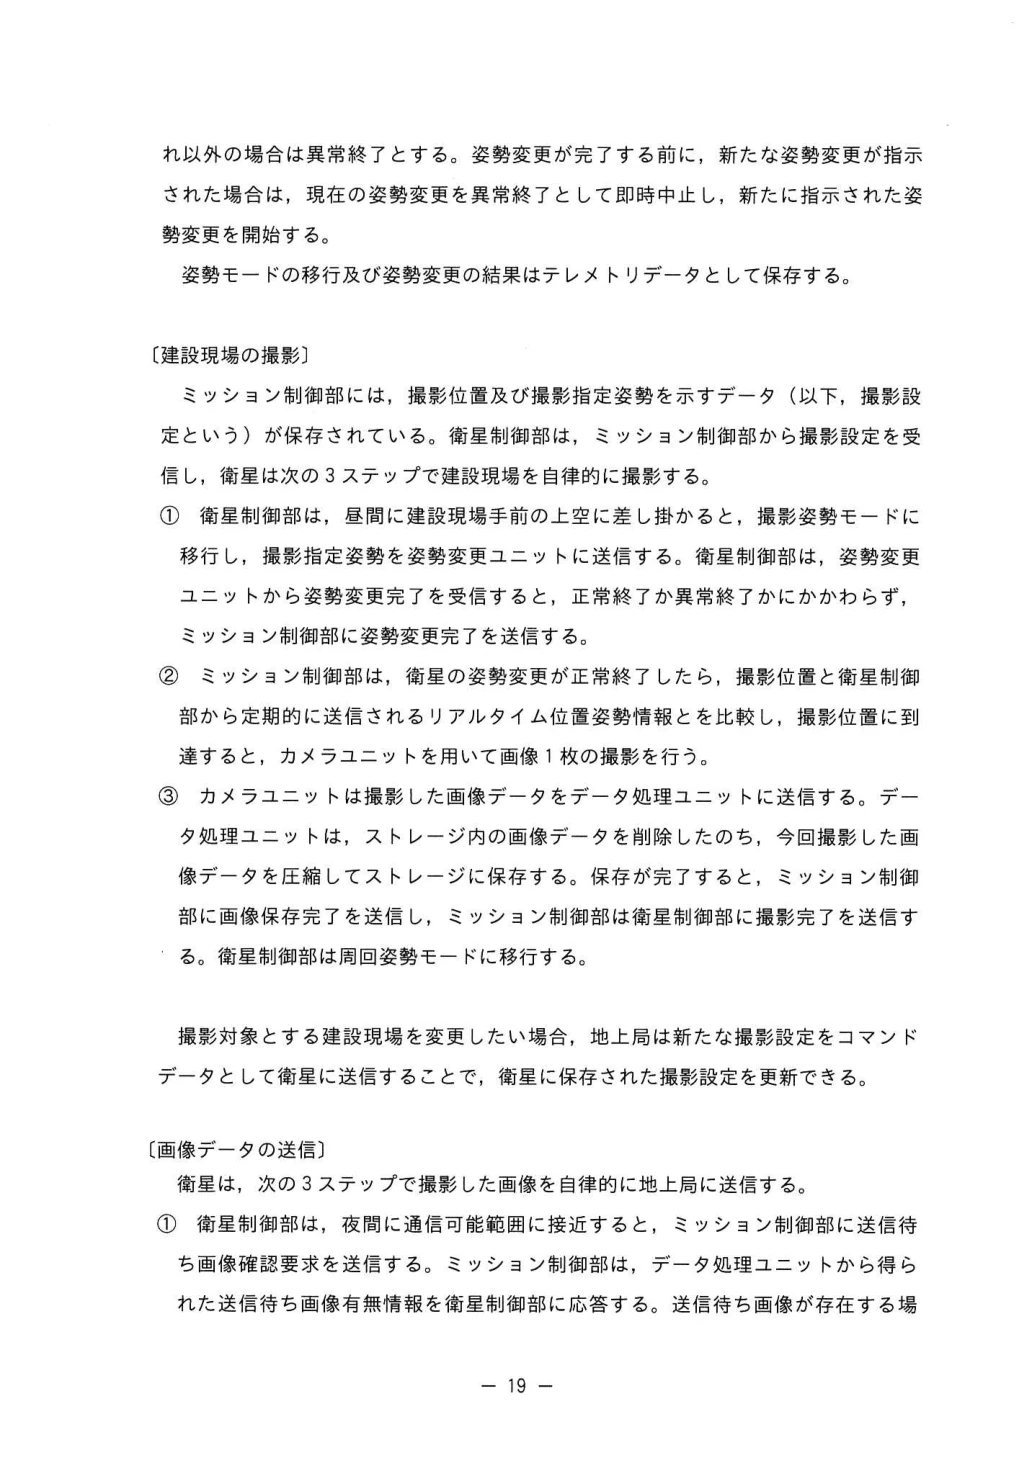 れ以外の場合は異常終了とする。姿勢変更が完了する前に，新たな姿勢変更が指示
された場合は，現在の姿勢変更を異常終了として即時中止し，新たに指示された姿
勢変更を開始する。
姿勢モードの移行及び姿勢変更の結果はテレメトリデータとして保存する。
〔建設現場の撮影〕
ミッション制御部には，撮影位置及び撮影指定姿勢を示すデータ（以下，撮影設
定という）が保存されている。衛星制御部は，ミッション制御部から撮影設定を受
信し，衛星は次の３ステップで建設現場を自律的に撮影する。
① 衛星制御部は，昼間に建設現場手前の上空に差し掛かると，撮影姿勢モードに
移行し，撮影指定姿勢を姿勢変更ユニットに送信する。衛星制御部は，姿勢変更
ユニットから姿勢変更完了を受信すると，正常終了か異常終了かにかかわらず，
ミッション制御部に姿勢変更完了を送信する。
② ミッション制御部は，衛星の姿勢変更が正常終了したら，撮影位置と衛星制御
部から定期的に送信されるリアルタイム位置姿勢情報とを比較し，撮影位置に到
達すると，カメラユニットを用いて画像１枚の撮影を行う。
③ カメラユニットは撮影した画像データをデータ処理ユニットに送信する。デー
タ処理ユニットは，ストレージ内の画像データを削除したのち，今回撮影した画
像データを圧縮してストレージに保存する。保存が完了すると，ミッション制御
部に画像保存完了を送信し，ミッション制御部は衛星制御部に撮影完了を送信す
る。衛星制御部は周回姿勢モードに移行する。
撮影対象とする建設現場を変更したい場合，地上局は新たな撮影設定をコマンド
データとして衛星に送信することで，衛星に保存された撮影設定を更新できる。
〔画像データの送信〕
衛星は，次の３ステップで撮影した画像を自律的に地上局に送信する。
① 衛星制御部は，夜間に通信可能範囲に接近すると，ミッション制御部に送信待
ち画像確認要求を送信する。ミッション制御部は，データ処理ユニットから得ら
れた送信待ち画像有無情報を衛星制御部に応答する。送信待ち画像が存在する場
－ 19 －